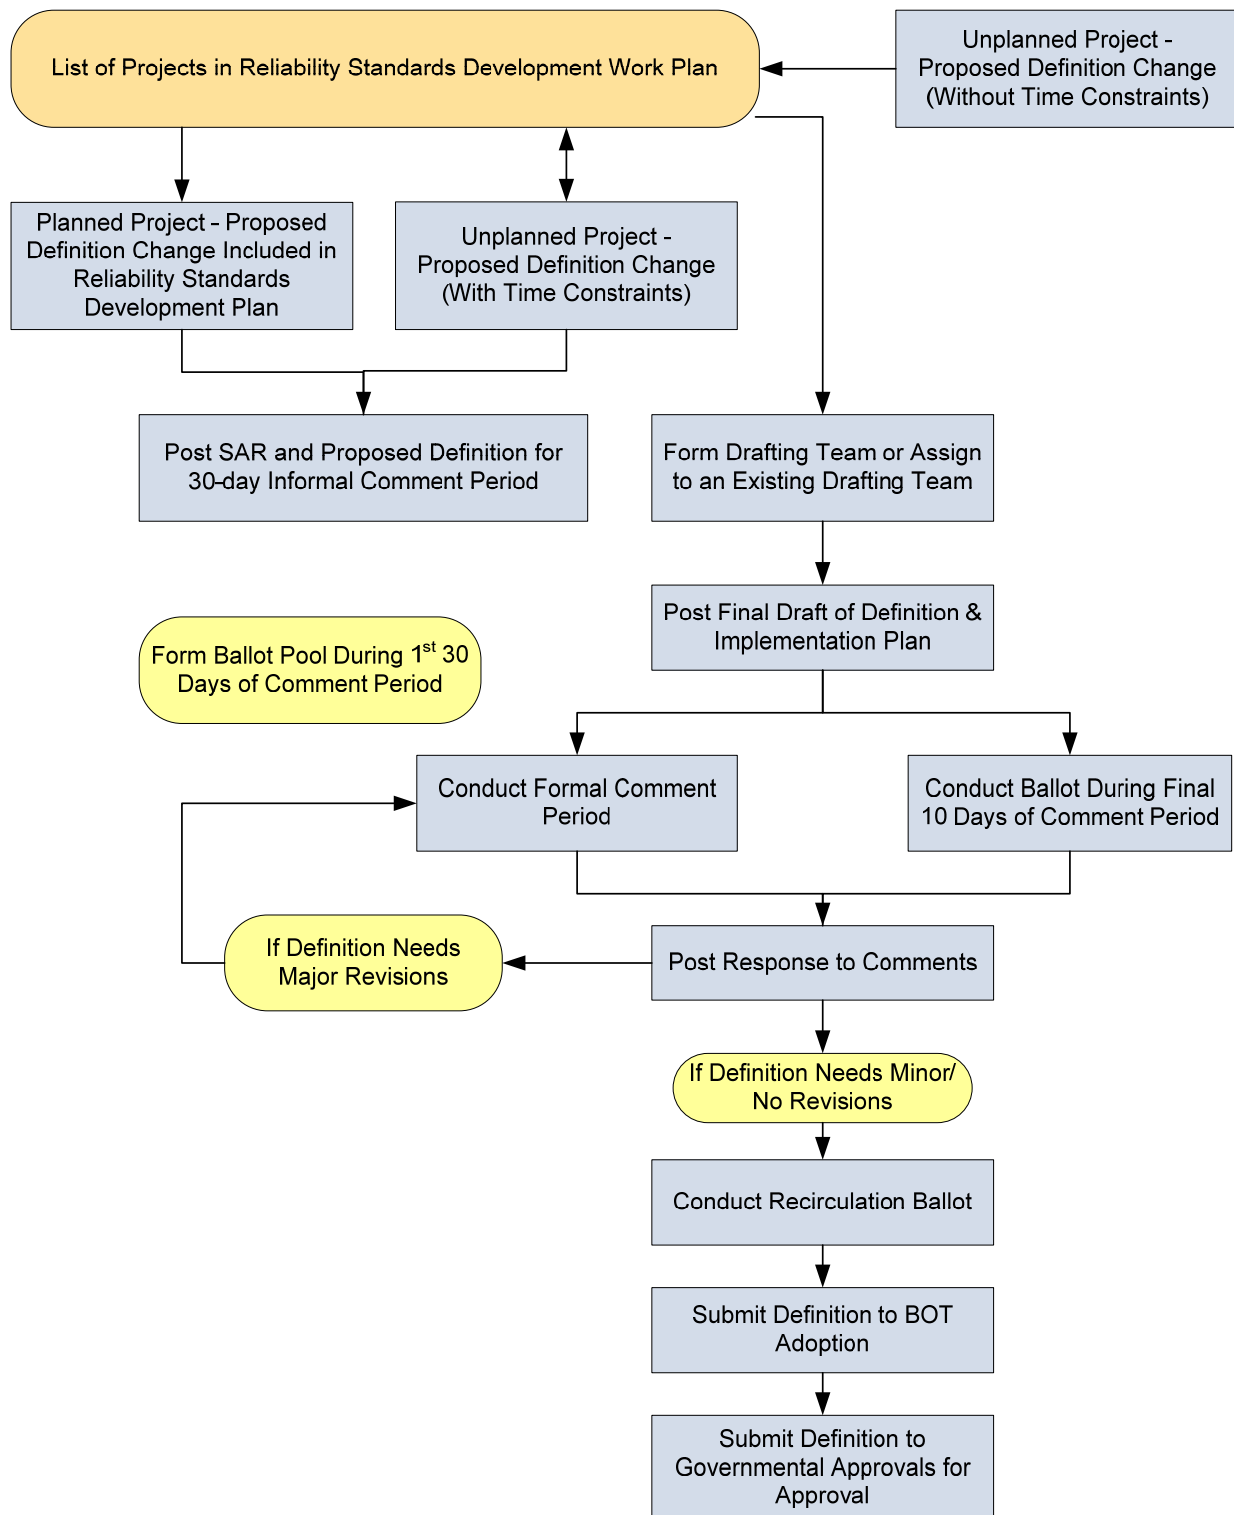 List of Projects in Reliability Standards Development Work Plan
Unplanned Project -
Proposed Definition Change
(Without Time Constraints)
Planned Project - Proposed
Definition Change Included in
Reliability Standards
Development Plan
Unplanned Project -
Proposed Definition Change
(With Time Constraints)
Post SAR and Proposed Definition for
30-day Informal Comment Period
Form Drafting Team or Assign
to an Existing Drafting Team
Post Final Draft of Definition &
Implementation Plan
Form Ballot Pool During 1st 30
Days of Comment Period
Conduct Formal Comment
Period
Conduct Ballot During Final
10 Days of Comment Period
If Definition Needs
Major Revisions
Post Response to Comments
If Definition Needs Minor/
No Revisions
Conduct Recirculation Ballot
Submit Definition to BOT
Adoption
Submit Definition to
Governmental Approvals for
Approval